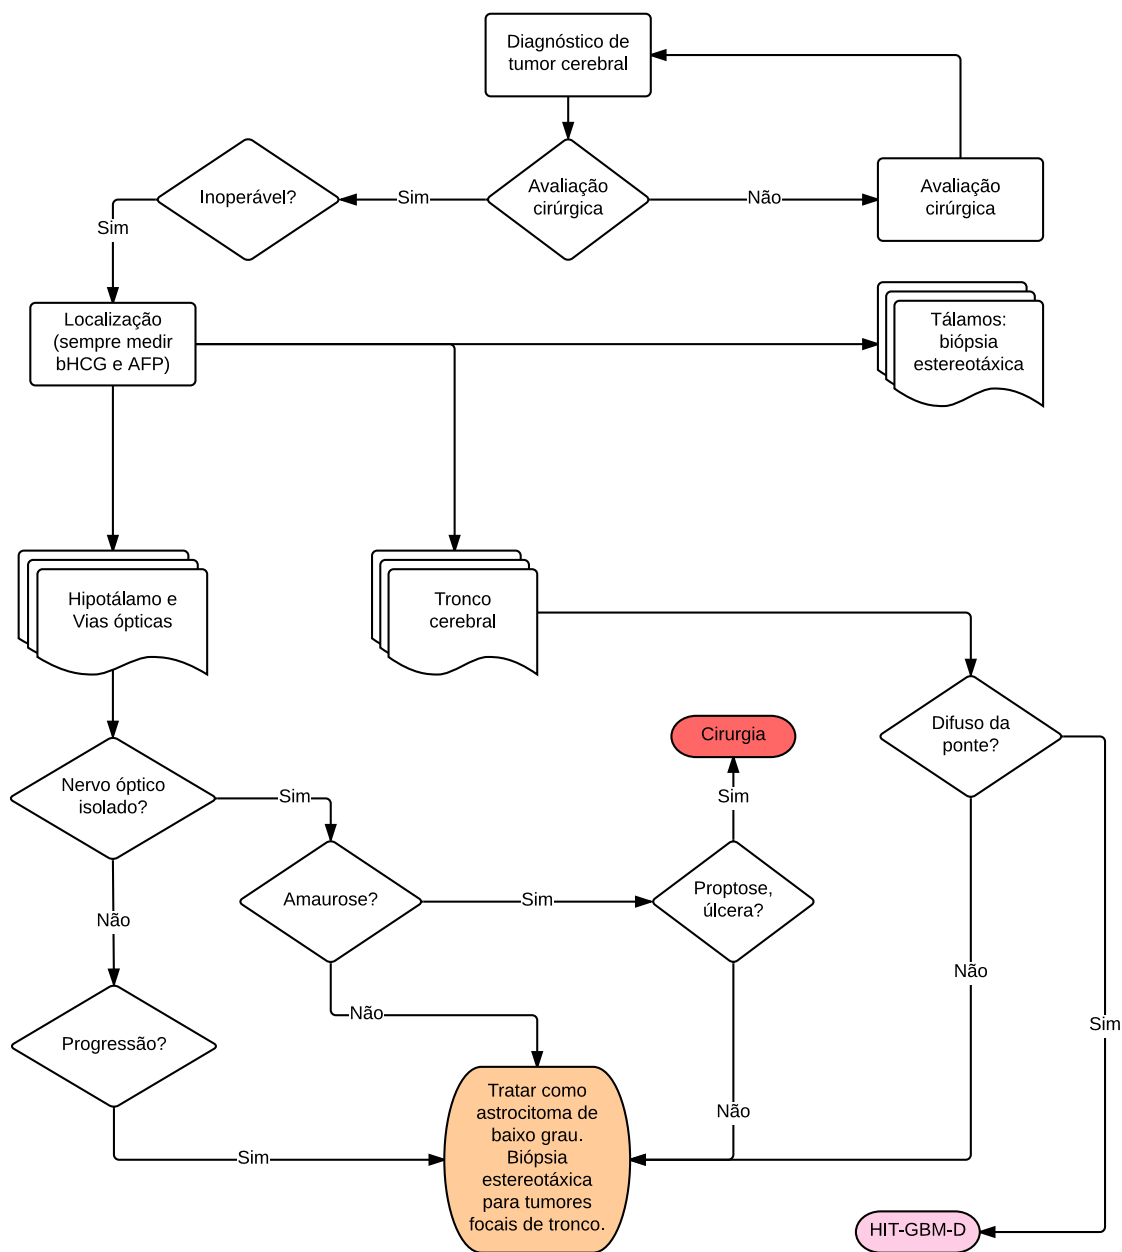 Diagnóstico de
tumor cerebral
Inoperável?
Sim
Avaliação
cirúrgica
Não
Avaliação
cirúrgica
Sim
Localização
(sempre medir
bHCG e AFP)
Tálamos:
biópsia
estereotáxica
Hipotálamo e
Vias ópticas
Tronco
cerebral
Difuso da
ponte?
Cirurgia
Nervo óptico
isolado?
Sim
Sim
Amaurose?
Sim
Proptose,
úlcera?
Não
Não
Não
Sim
Progressão?
Não
Sim
Tratar como
astrocitoma de
baixo grau.
Biópsia
estereotáxica
para tumores
focais de tronco.
HIT-GBM-D